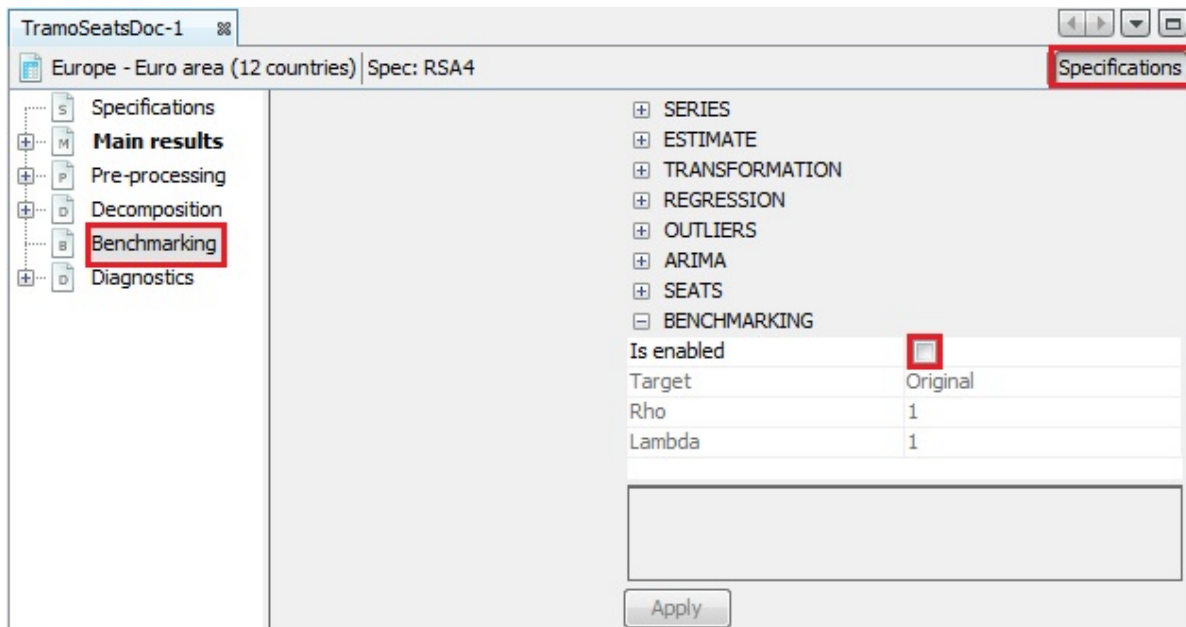 TramoSeatsDoc-1
Europe - Euro area (12 countries) Spec: RSA4 Specifications
S Specifications
M Main results
P Pre-processing
D Decomposition
B Benchmarking
D Diagnostics
SERIES
ESTIMATE
TRANSFORMATION
REGRESSION
OUTLIERS
ARIMA
SEATS
BENCHMARKING
Is enabled
Target Original
Rho 1
Lambda 1
Apply